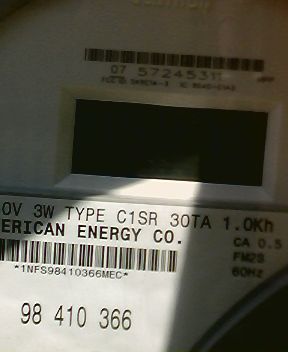 07 57245311
0V 3W TYPE C1SR 30TA 1.0Kh
ERICAN ENERGY CO.
CA 0.5
FM2S
60Hz
*1NFS98410366MEC*
98 410 366